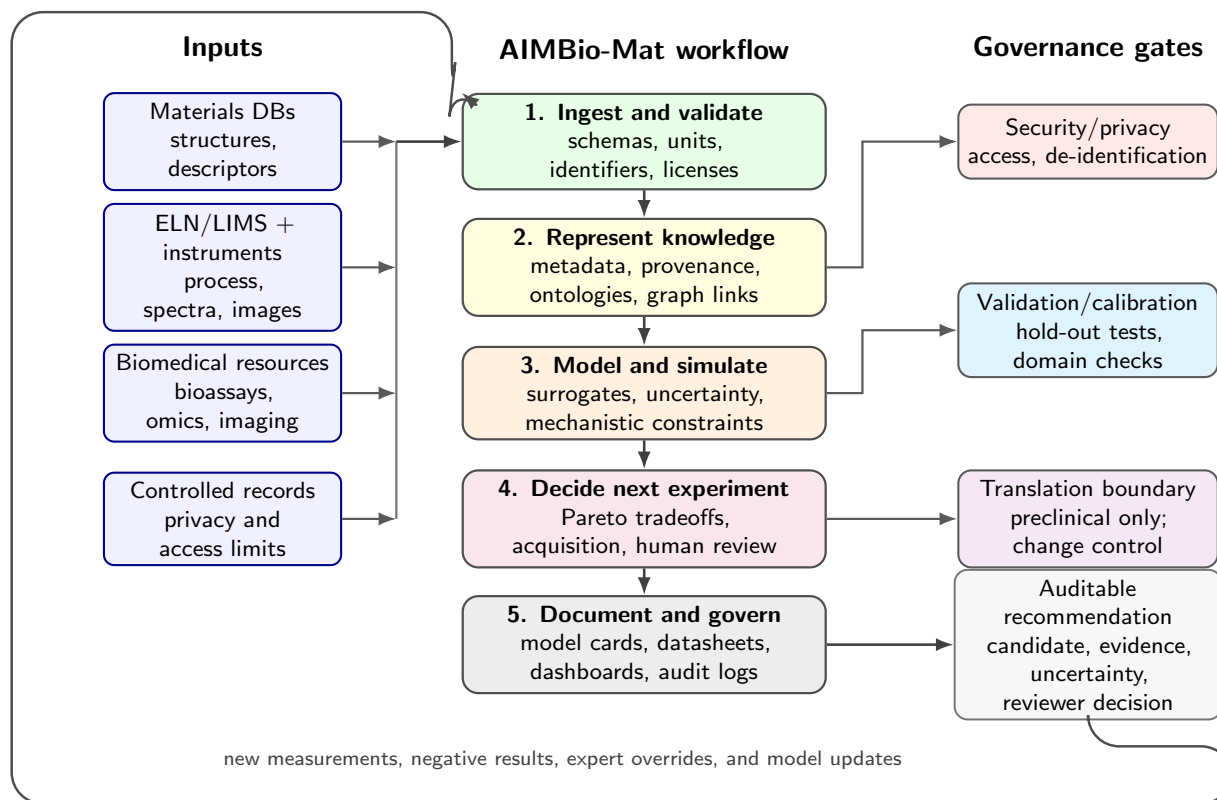 Inputs
Materials DBs
structures,
descriptors
ELN/LIMS +
instruments
process,
spectra, images
Biomedical resources
bioassays,
omics, imaging
Controlled records
privacy and
access limits
AIMBio-Mat workflow
1. Ingest and validate
schemas, units,
identifiers, licenses
2. Represent knowledge
metadata, provenance,
ontologies, graph links
3. Model and simulate
surrogates, uncertainty,
mechanistic constraints
4. Decide next experiment
Pareto tradeoffs,
acquisition, human review
5. Document and govern
model cards, datasheets,
dashboards, audit logs
Governance gates
Security/privacy
access, de-identification
Validation/calibration
hold-out tests,
domain checks
Translation boundary
preclinical only;
change control
Auditable
recommendation
candidate, evidence,
uncertainty,
reviewer decision
new measurements, negative results, expert overrides, and model updates